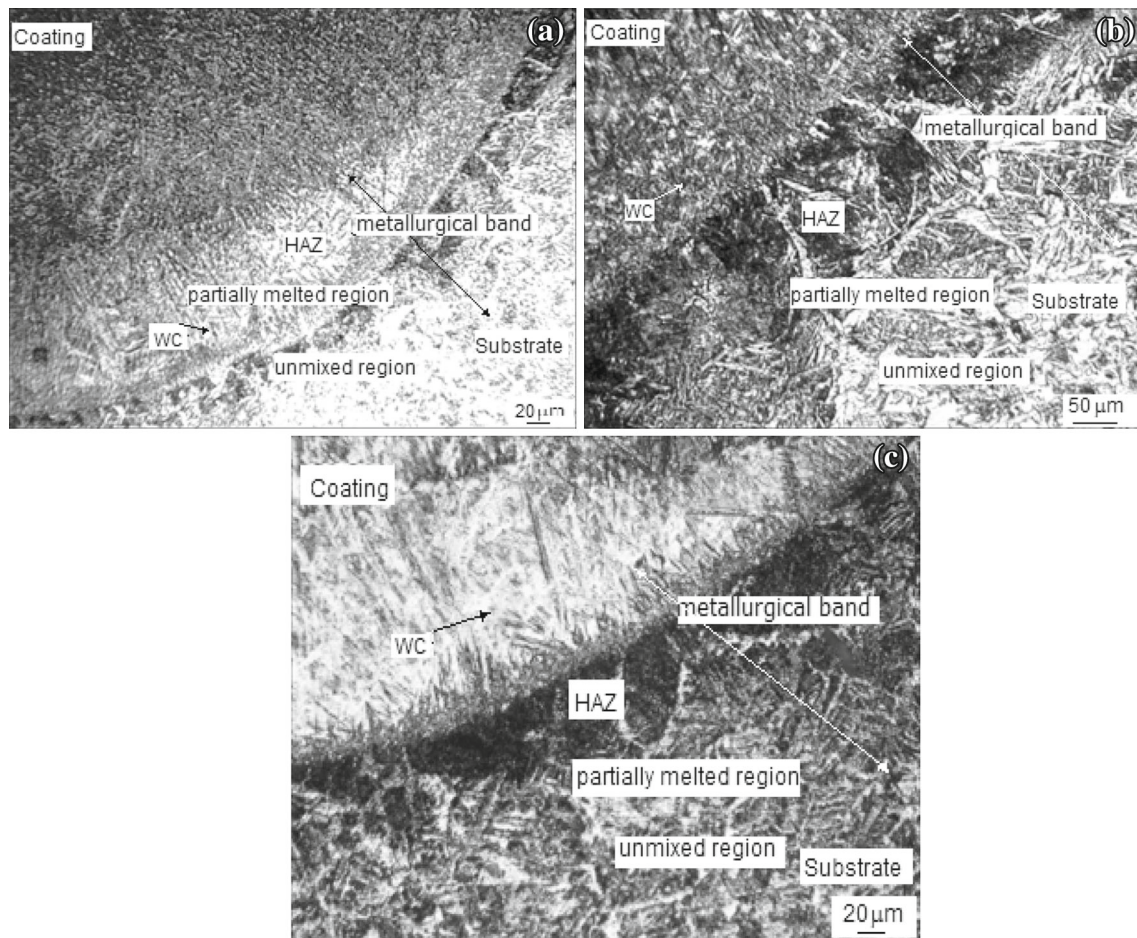 (a)
Coating
metallurgical band
HAZ
partially melted region
WC
Substrate
unmixed region
20 μm
(b)
Coating
metallurgical band
WC
HAZ
partially melted region
Substrate
unmixed region
50 μm
(c)
Coating
metallurgical band
WC
HAZ
partially melted region
unmixed region
Substrate
20 μm